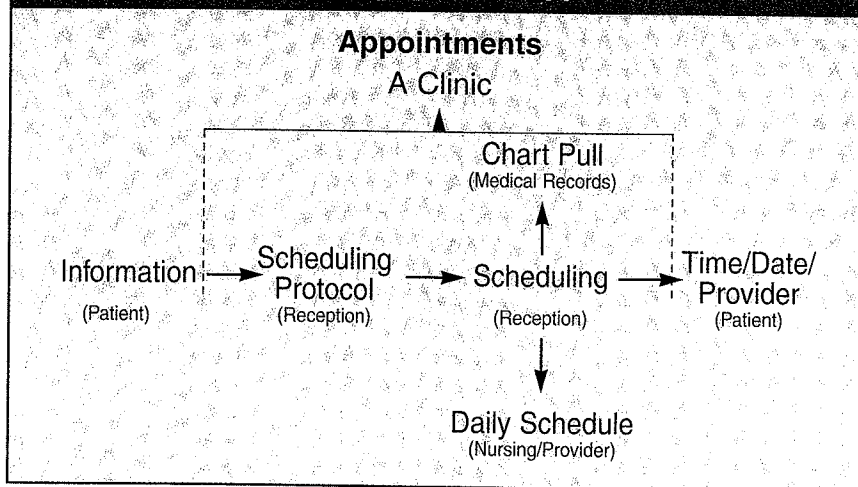 Appointments
A Clinic
Chart Pull
(Medical Records)
Information
(Patient)
Scheduling
Protocol
(Reception)
Scheduling
(Reception)
Time/Date/
Provider
(Patient)
Daily Schedule
(Nursing/Provider)